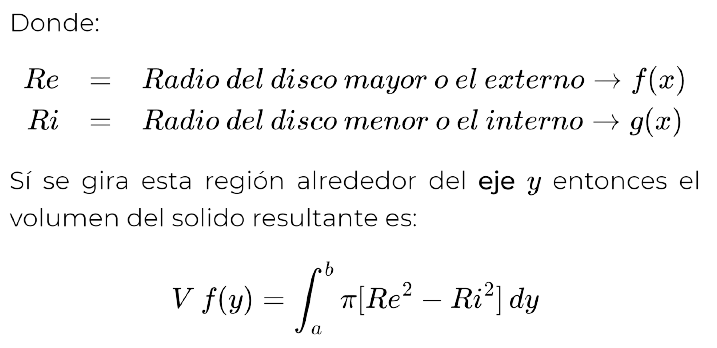 Donde:
Re = Radio del disco mayor o el externo → f(x)
Ri = Radio del disco menor o el interno → g(x)
Sí se gira esta región alrededor del eje y entonces el
volumen del solido resultante es:
V f(y) = ∫_a^b π[Re² − Ri²] dy